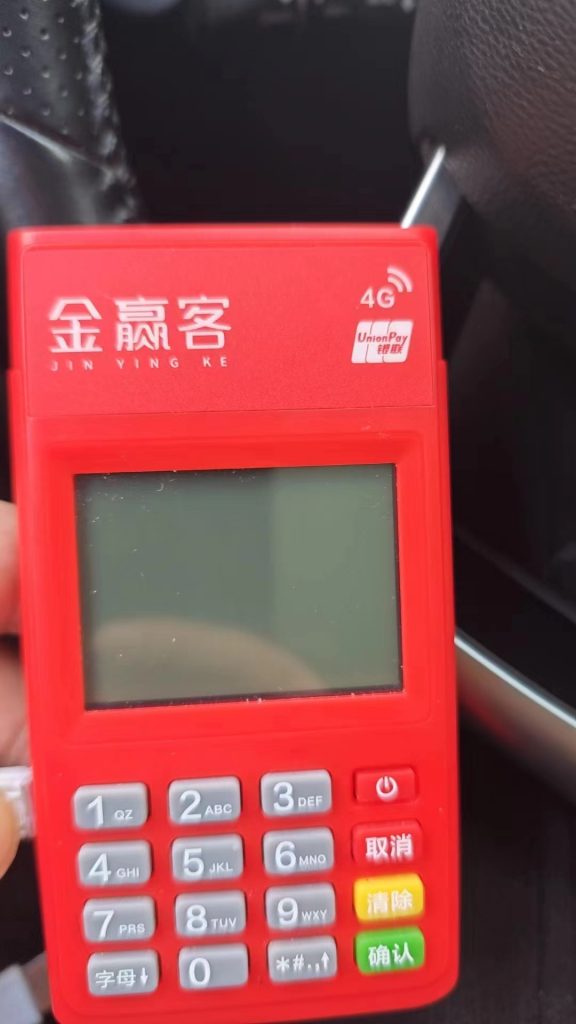 金赢客
JIN YING KE
4G
UnionPay
银联
1 QZ
2 ABC
3 DEF
4 GHI
5 JKL
6 MNO
取消
7 PRS
8 TUV
9 WXY
清除
字母↓
0
*#.,↑
确认